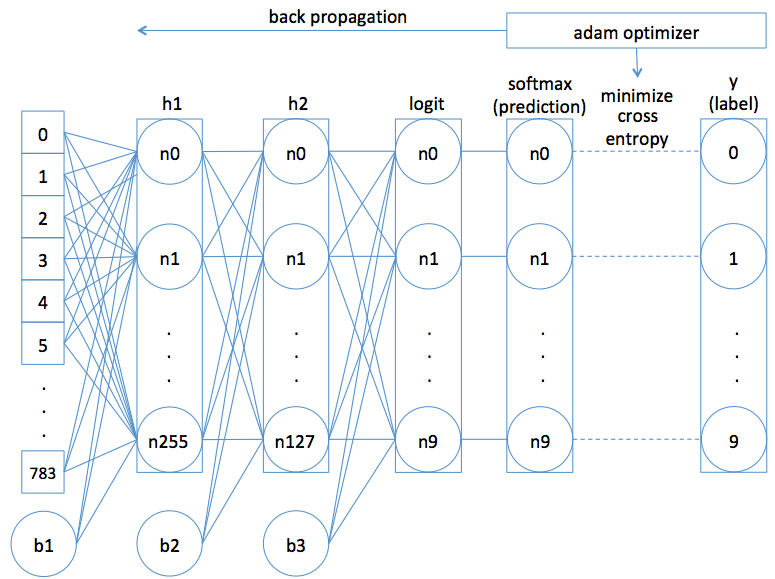 back propagation
adam optimizer
h1
h2
logit
softmax
(prediction)
minimize
cross
entropy
y
(label)
0
1
2
3
4
5
.
.
.
783
n0
n1
.
.
.
n255
n0
n1
.
.
.
n127
n0
n1
.
.
.
n9
n0
n1
.
.
.
n9
0
1
.
.
.
9
b1
b2
b3